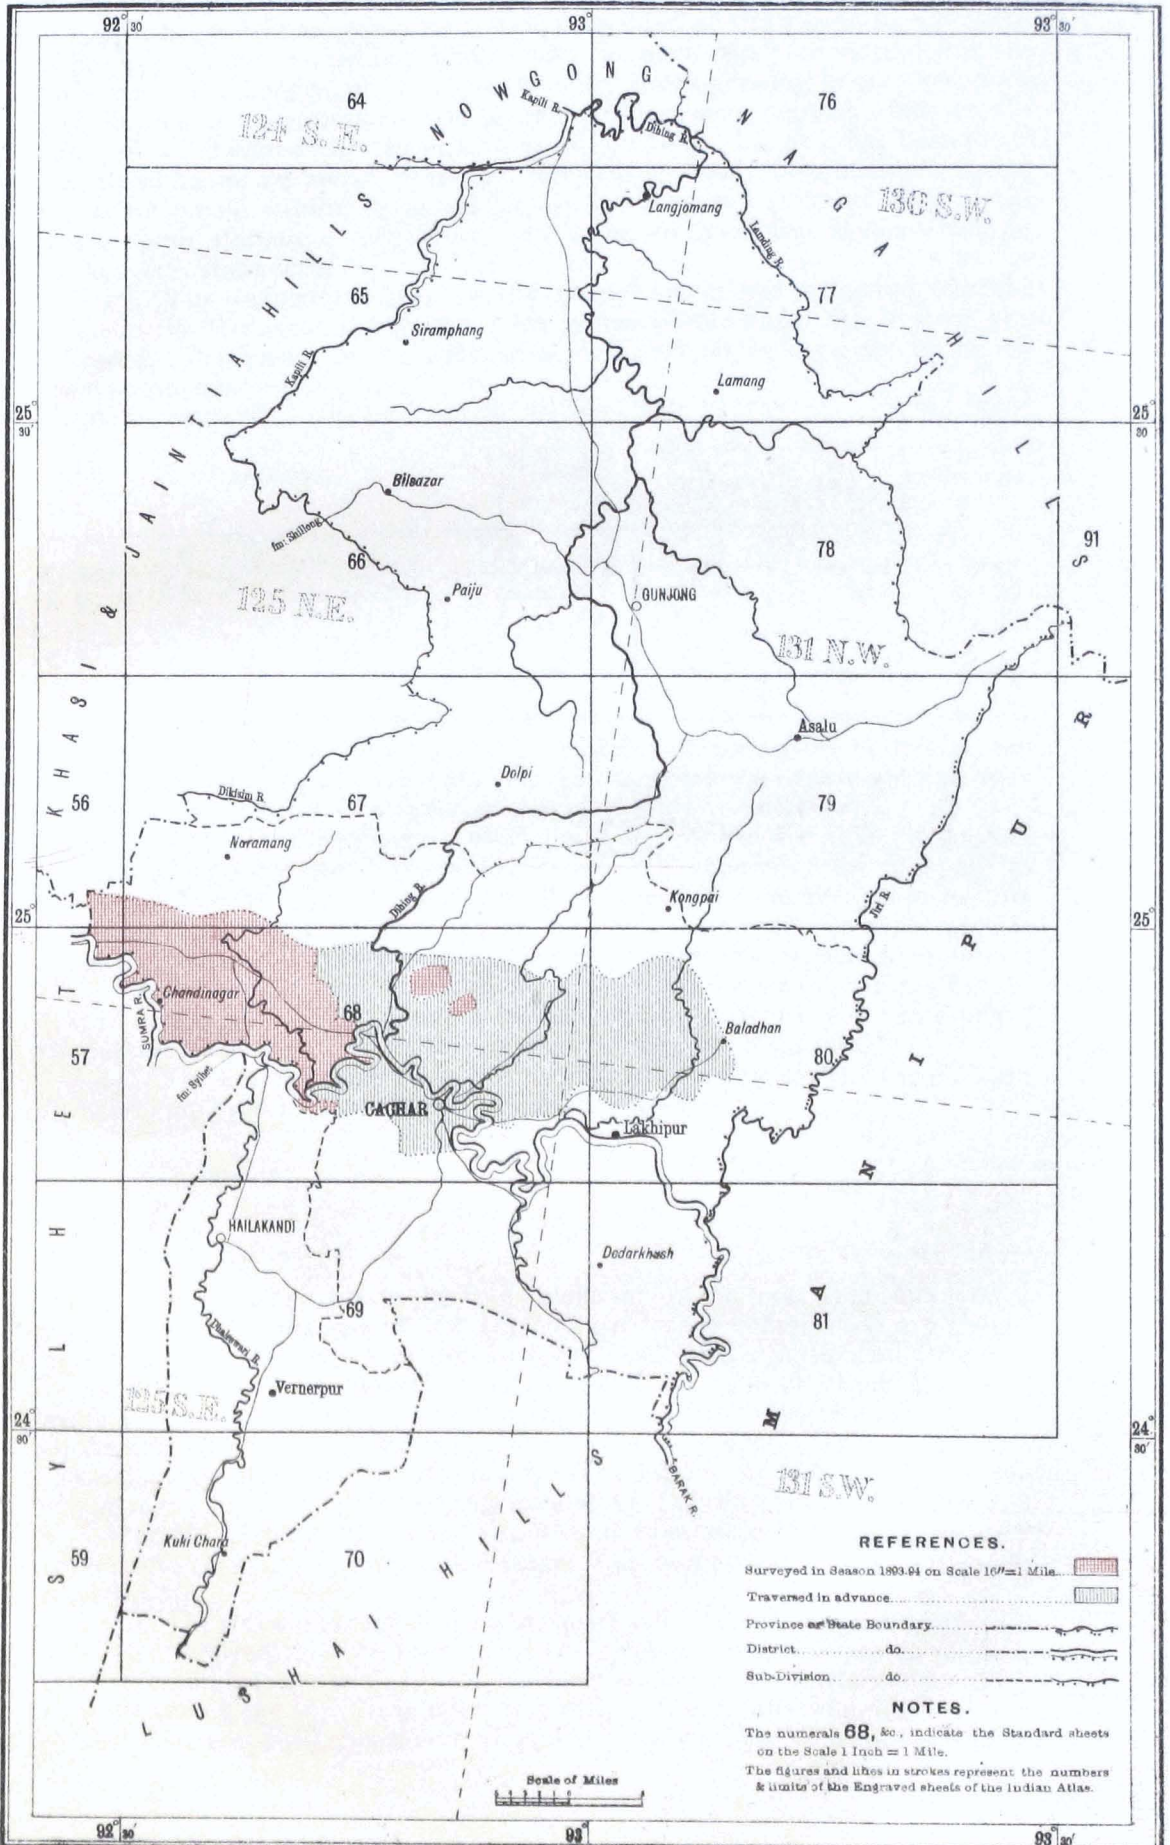 92° 30'
93°
93° 30'
NOWGONG
64
76
124 S.E.
Kapili R.
Dihing R.
NAGA HILLS
130 S.W.
Langjomang
Lamding R.
65
77
Siramphang
Kapili R.
Lamang
25° 30'
25° 30'
KHASI & JAINTA HILLS
Bilsazar
fm: Shillong
66
78
91
Paiju
125 N.E.
GUNJONG
131 N.W.
Asalu
Dolpi
Dikisim R.
56
67
79
Noramang
Dihing R.
Kongpai
Jiri R.
25°
25°
MANIPUR
Chandinagar
68
SURMA R.
Baladhan
57
80
fm: Sylhet
CACHAR
Lakhipur
SYLHET
HAILAKANDI
Dodarkhash
69
81
Dhaleswari R.
Vernerpur
125 S.E.
24° 30'
24° 30'
BARAK R.
131 S.W.
Kuki Chara
59
70
LUSHAI HILLS
REFERENCES.
Surveyed in Season 1893.94 on Scale 16"=1 Mile
Traversed in advance
Province or State Boundary
District do.
Sub-Division do.
NOTES.
The numerals 68, &c., indicate the Standard sheets
on the Scale 1 Inch = 1 Mile.
The figures and lines in strokes represent the numbers
& limits of the Engraved sheets of the Indian Atlas.
Scale of Miles
92° 30'
93°
93° 30'